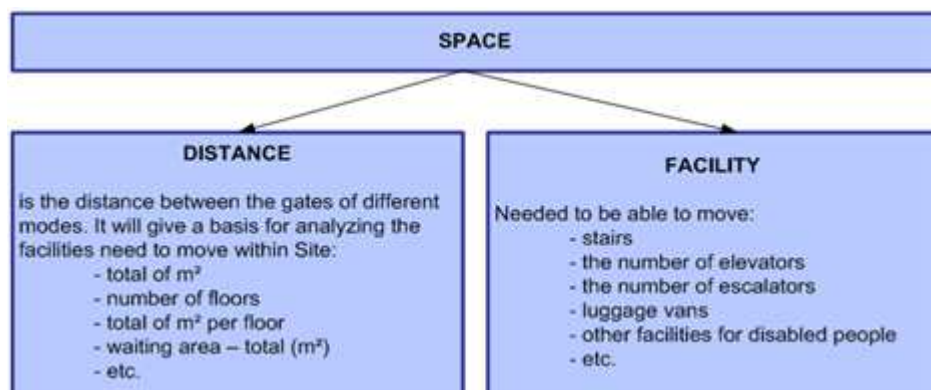 SPACE
DISTANCE
is the distance between the gates of different
modes. It will give a basis for analyzing the
facilities need to move within Site:
- total of m²
- number of floors
- total of m² per floor
- waiting area – total (m²)
- etc.
FACILITY
Needed to be able to move:
- stairs
- the number of elevators
- the number of escalators
- luggage vans
- other facilities for disabled people
- etc.